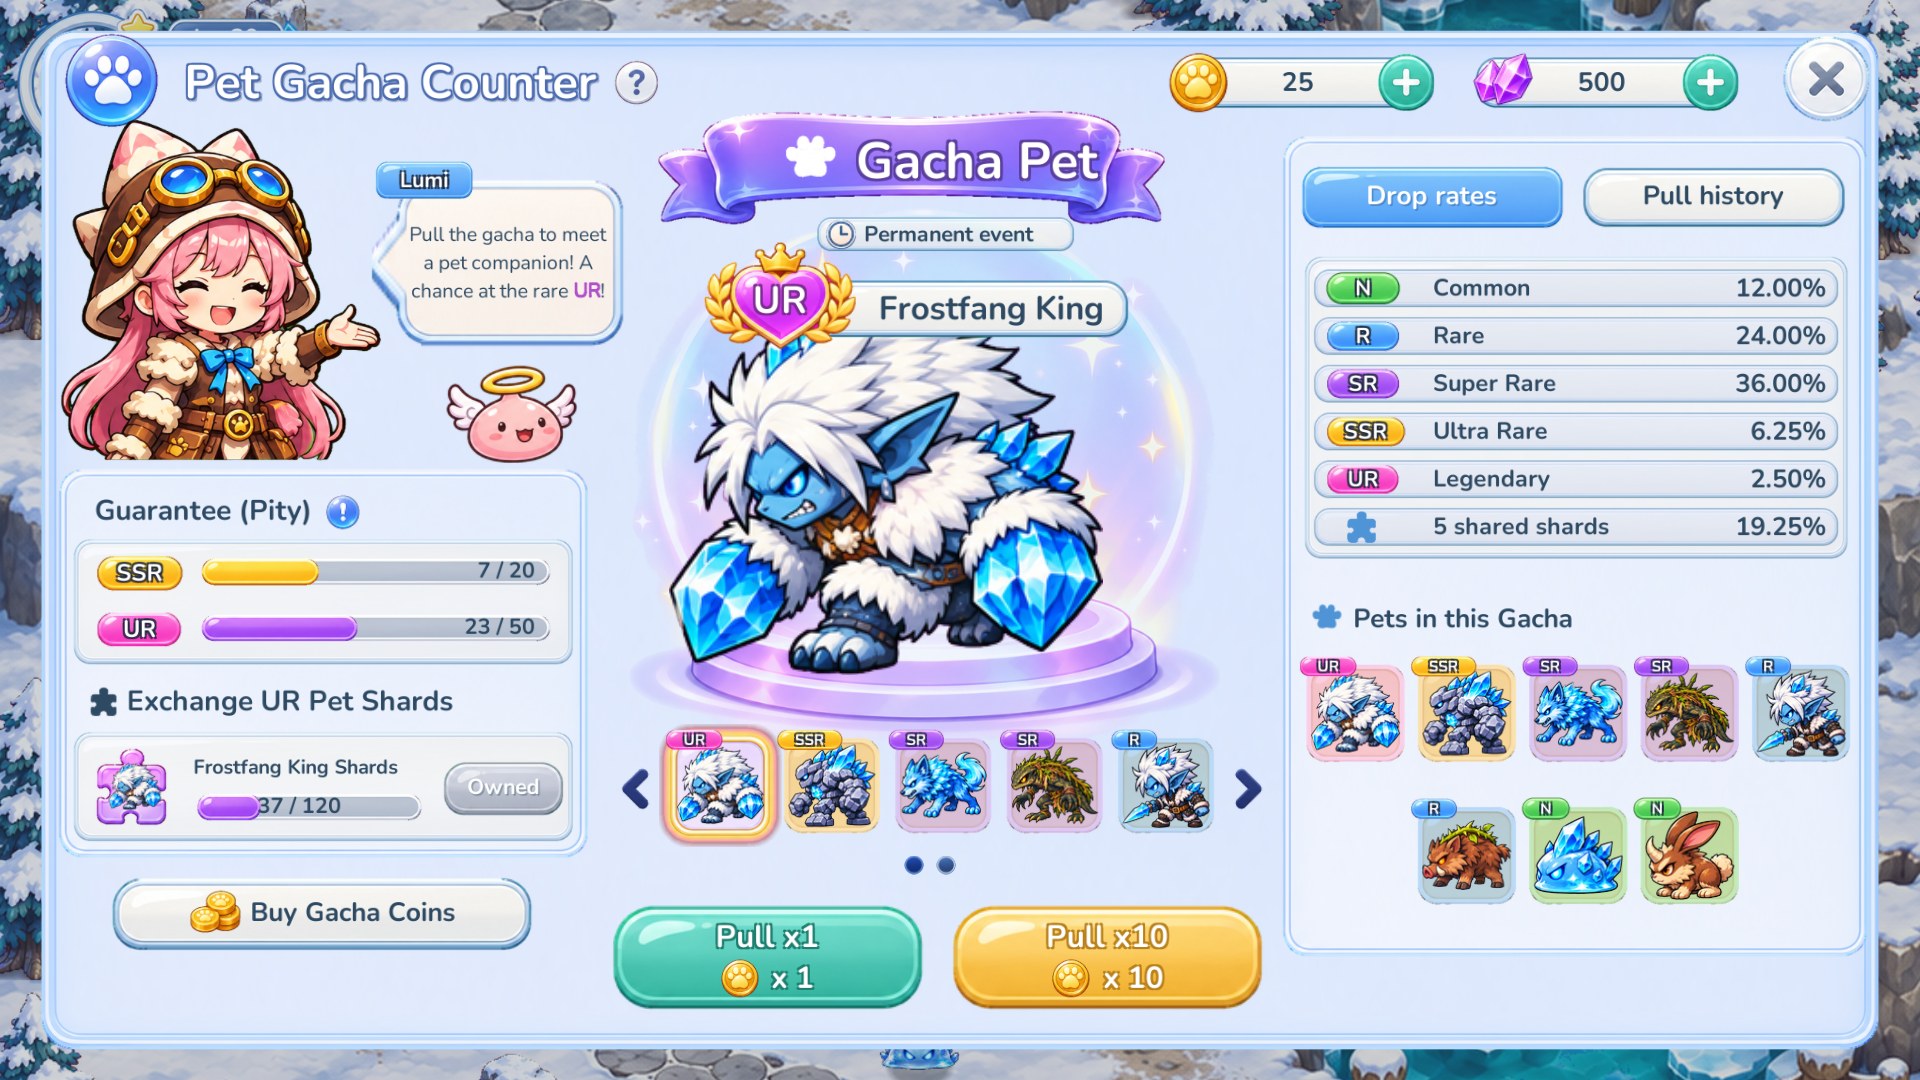 Pet Gacha Counter
?
25
500
Lumi
Pull the gacha to meet
a pet companion! A
chance at the rare UR!
Gacha Pet
Permanent event
UR
Frostfang King
Guarantee (Pity)
!
SSR
7 / 20
UR
23 / 50
Exchange UR Pet Shards
Frostfang King Shards
37 / 120
Owned
Buy Gacha Coins
UR
SSR
SR
SR
R
Pull x1
x 1
Pull x10
x 10
Drop rates
Pull history
N Common 12.00%
R Rare 24.00%
SR Super Rare 36.00%
SSR Ultra Rare 6.25%
UR Legendary 2.50%
5 shared shards 19.25%
Pets in this Gacha
UR
SSR
SR
SR
R
R
N
N